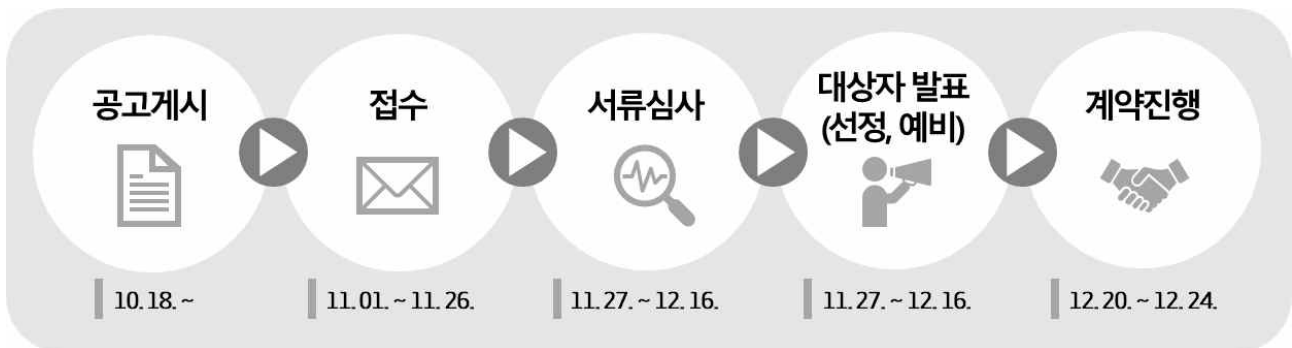 공고게시
접수
서류심사
대상자 발표
(선정, 예비)
계약진행
10. 18. ~
11. 01. ~ 11. 26.
11. 27. ~ 12. 16.
11. 27. ~ 12. 16.
12. 20. ~ 12. 24.